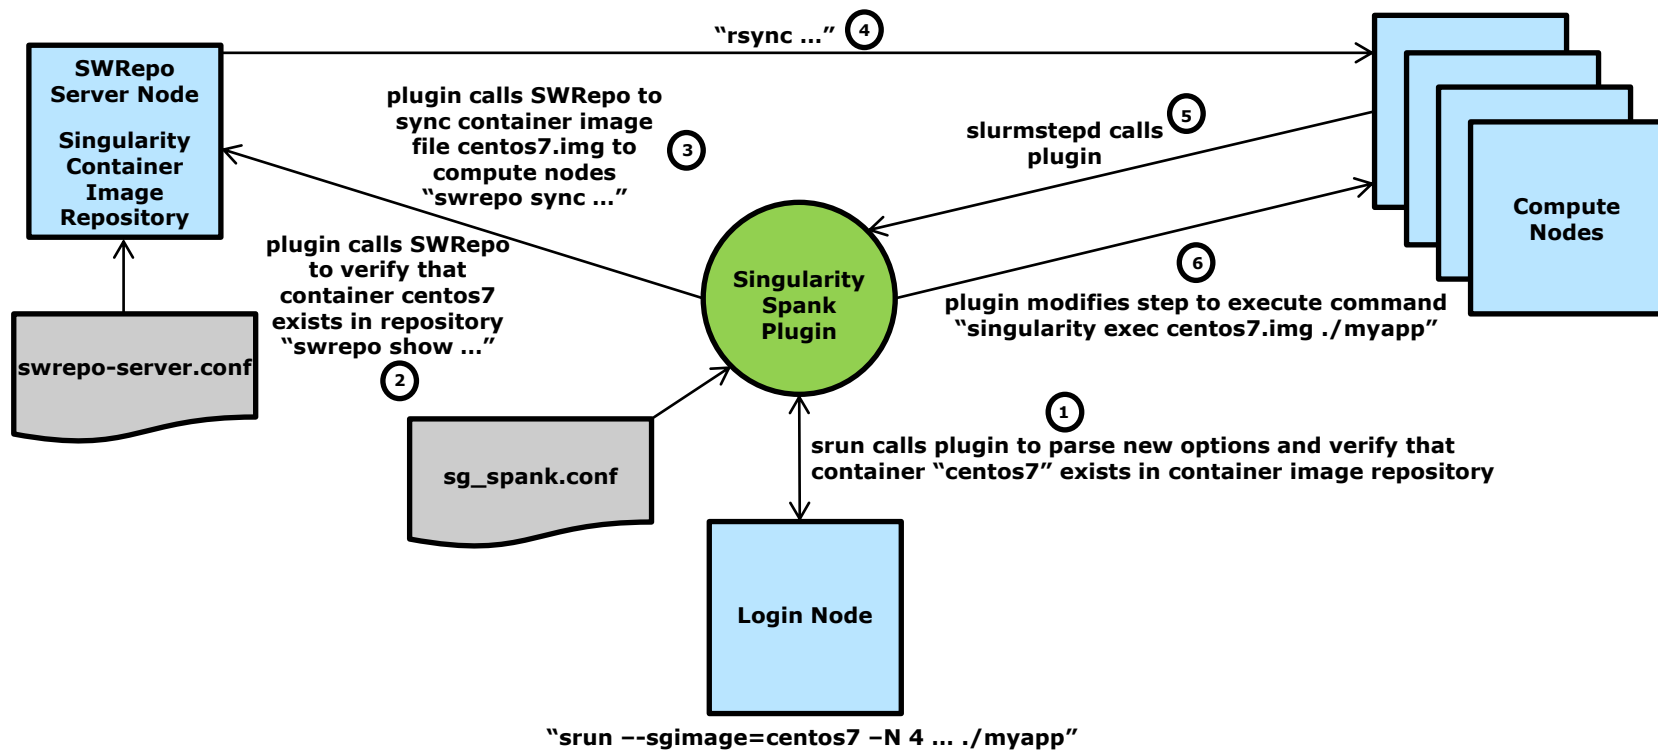 “rsync ...”
4
SWRepo
Server Node
Singularity
Container
Image
Repository
plugin calls SWRepo to
sync container image
file centos7.img to
compute nodes
“swrepo sync ...”
3
slurmstepd calls
plugin
5
Compute
Nodes
plugin calls SWRepo
to verify that
container centos7
exists in repository
“swrepo show ...”
2
Singularity
Spank
Plugin
6
plugin modifies step to execute command
“singularity exec centos7.img ./myapp”
swrepo-server.conf
sg_spank.conf
1
srun calls plugin to parse new options and verify that
container “centos7” exists in container image repository
Login Node
“srun –-sgimage=centos7 –N 4 ... ./myapp”